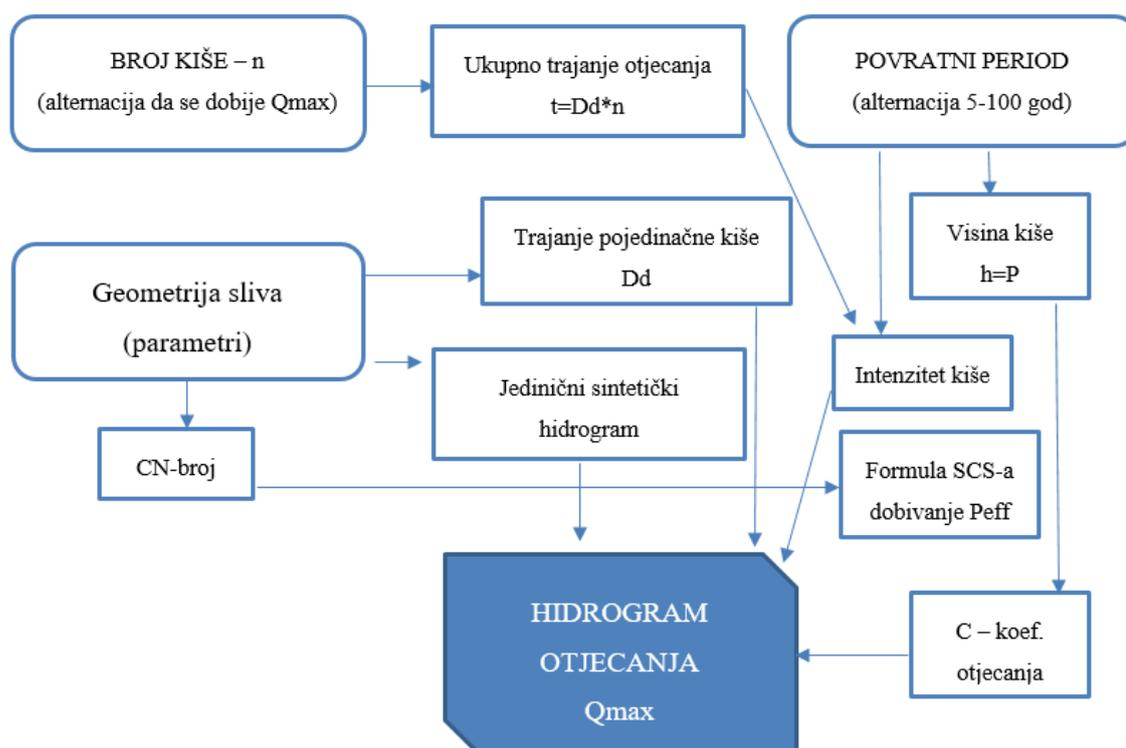 BROJ KIŠE – n
(alternacija da se dobije Qmax)
Ukupno trajanje otjecanja
t=Dd*n
POVRATNI PERIOD
(alternacija 5-100 god)
Trajanje pojedinačne kiše
Dd
Visina kiše
h=P
Geometrija sliva
(parametri)
Jedinični sintetički
hidrogram
Intenzitet kiše
CN-broj
Formula SCS-a
dobivanje Peff
HIDROGRAM
OTJECANJA
Qmax
C – koef.
otjecanja